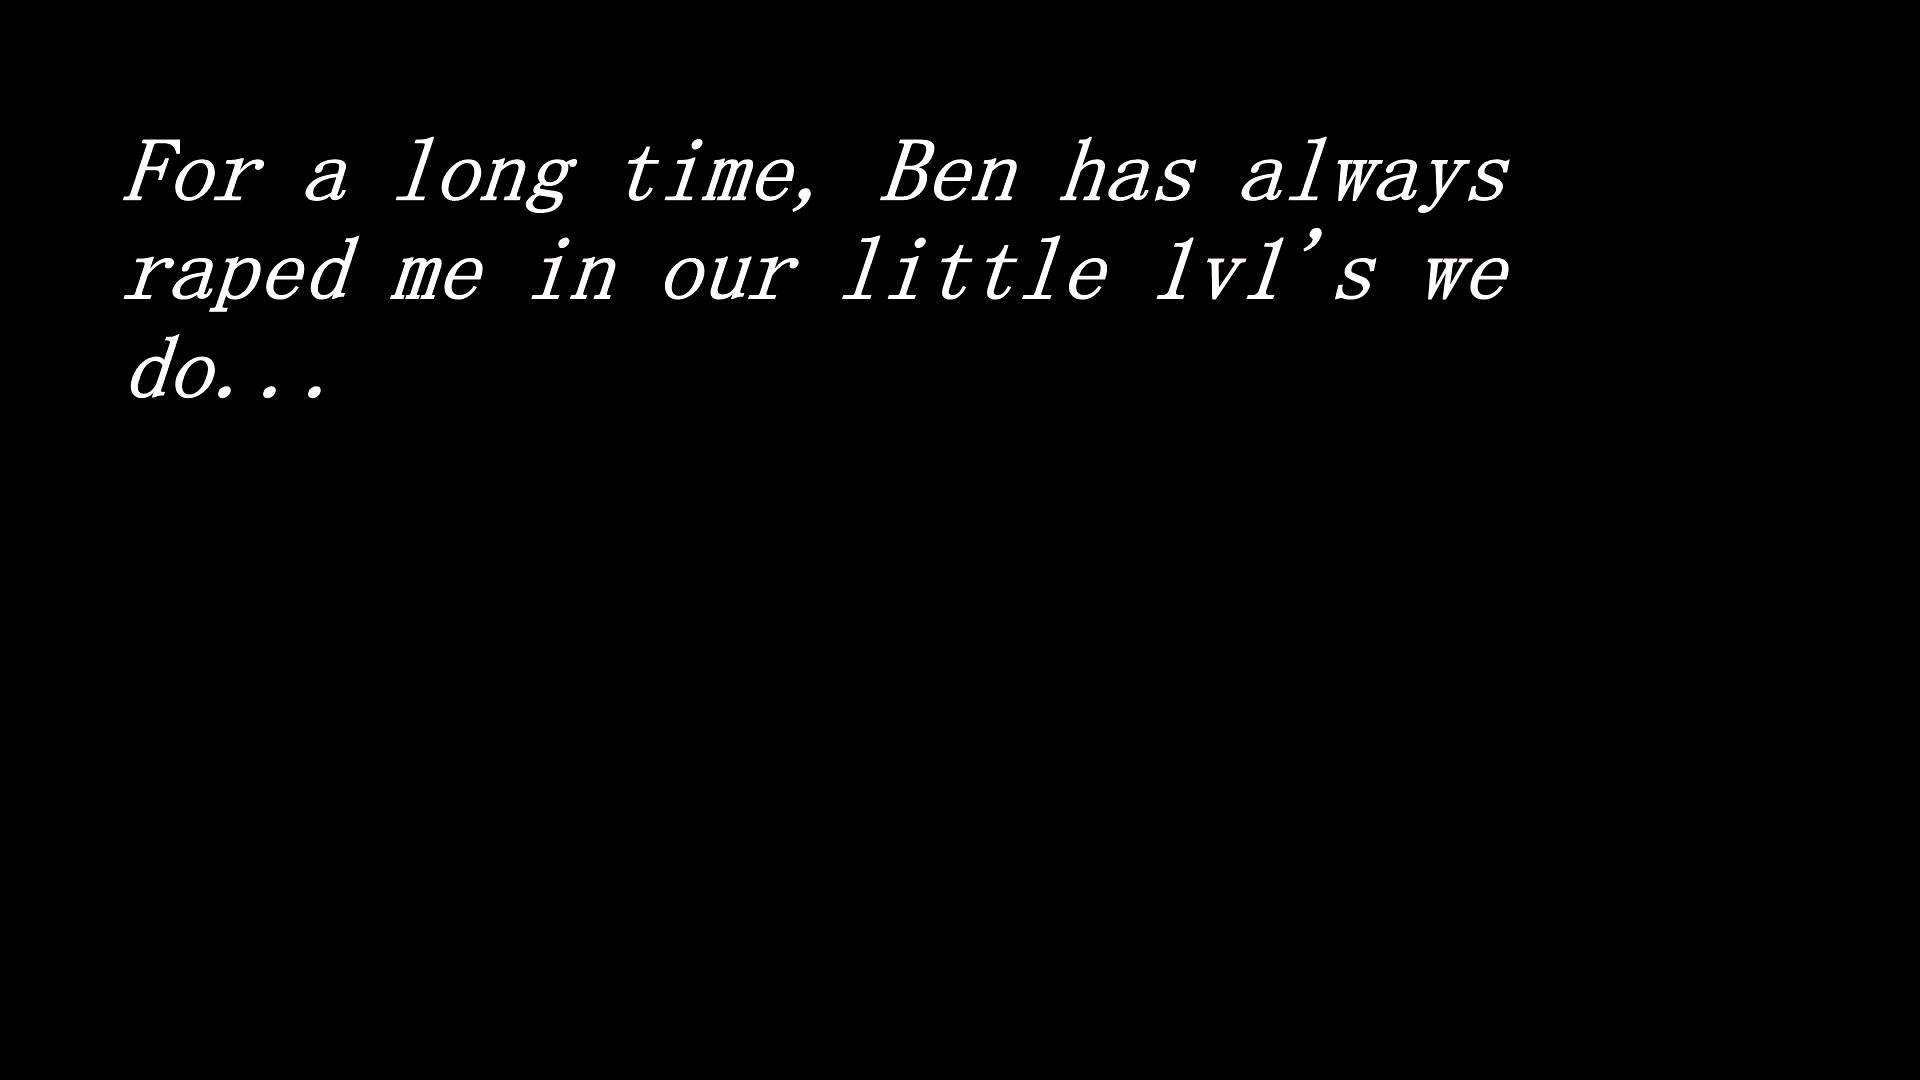 For a long time, Ben has always
raped me in our little 1v1's we
do...